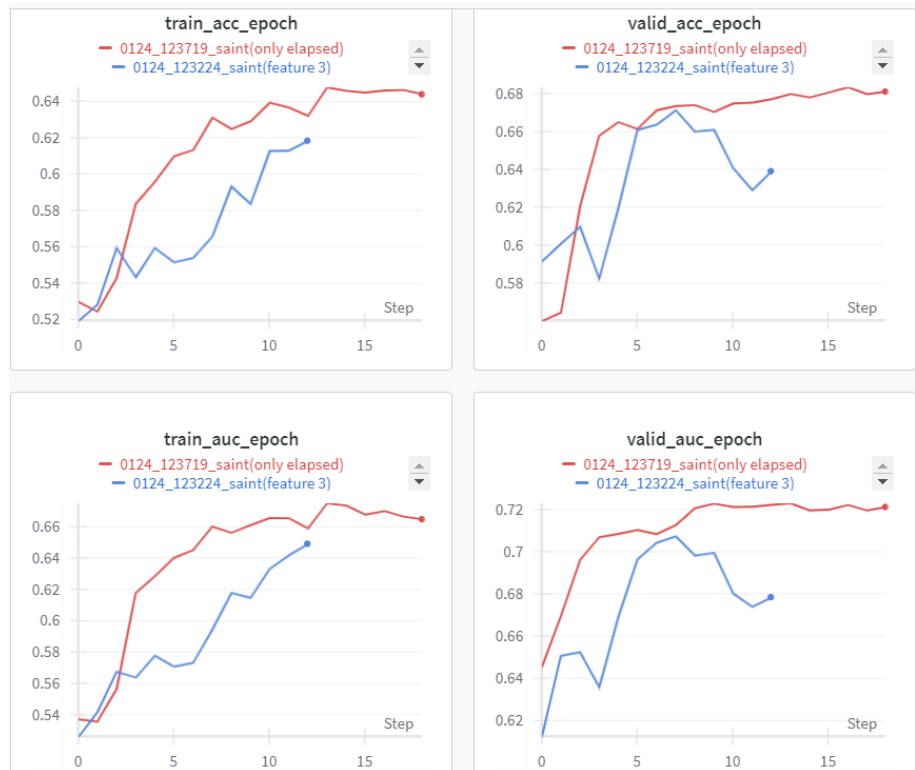 train_acc_epoch
0124_123719_saint(only elapsed)
0124_123224_saint(feature 3)
0.64
0.62
0.6
0.58
0.56
0.54
0.52
Step
0 5 10 15
valid_acc_epoch
0124_123719_saint(only elapsed)
0124_123224_saint(feature 3)
0.68
0.66
0.64
0.62
0.6
0.58
Step
0 5 10 15
train_auc_epoch
0124_123719_saint(only elapsed)
0124_123224_saint(feature 3)
0.66
0.64
0.62
0.6
0.58
0.56
0.54
Step
0 5 10 15
valid_auc_epoch
0124_123719_saint(only elapsed)
0124_123224_saint(feature 3)
0.72
0.7
0.68
0.66
0.64
0.62
Step
0 5 10 15